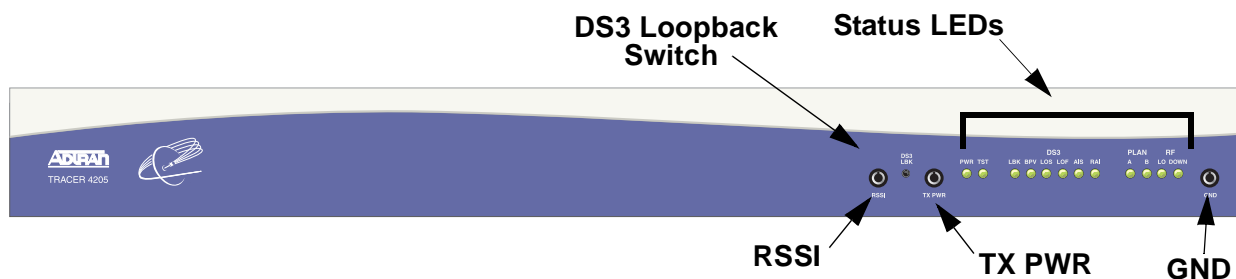 DS3 Loopback
Switch
Status LEDs
ADTRAN
TRACER 4205
DS3
LBK
RSSI
TX PWR
PWR TST
DS3
LBK BPV LOS LOF AIS RAI
PLAN
A B
RF
LO DOWN
GND
RSSI
TX PWR
GND